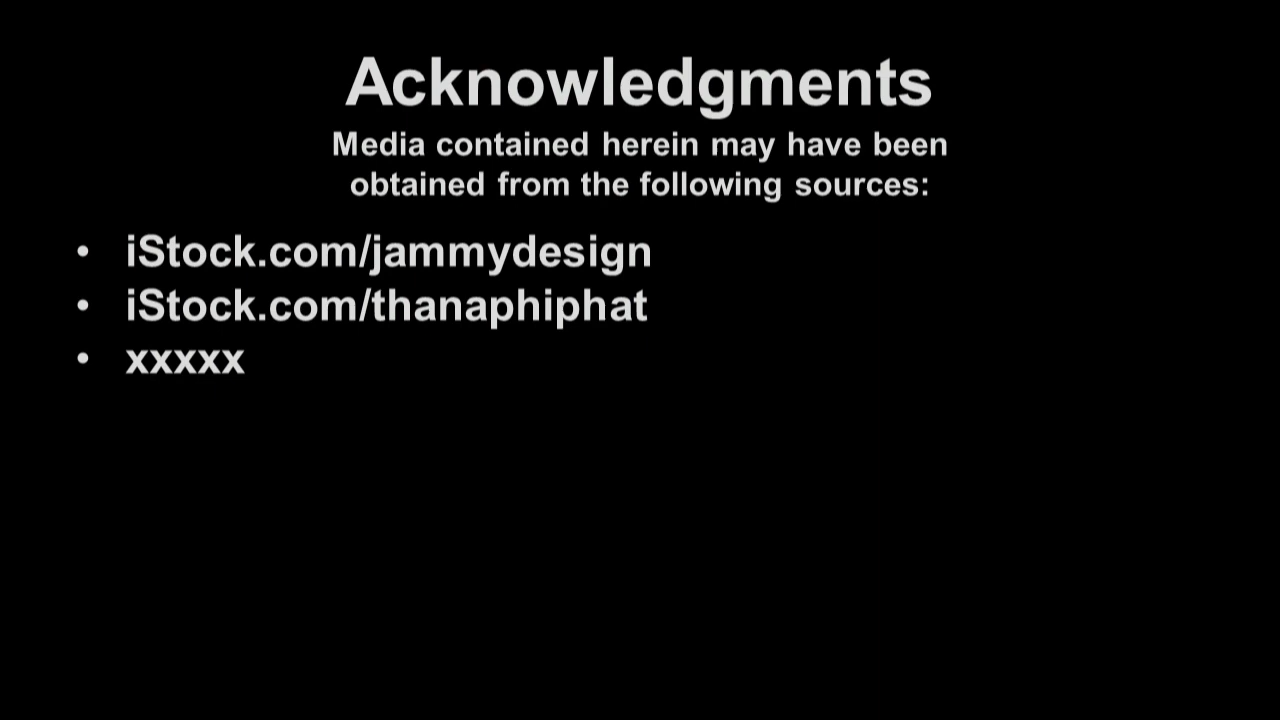 Acknowledgments
Media contained herein may have been
obtained from the following sources:
• iStock.com/jammydesign
• iStock.com/thanaphiphat
• xxxxx